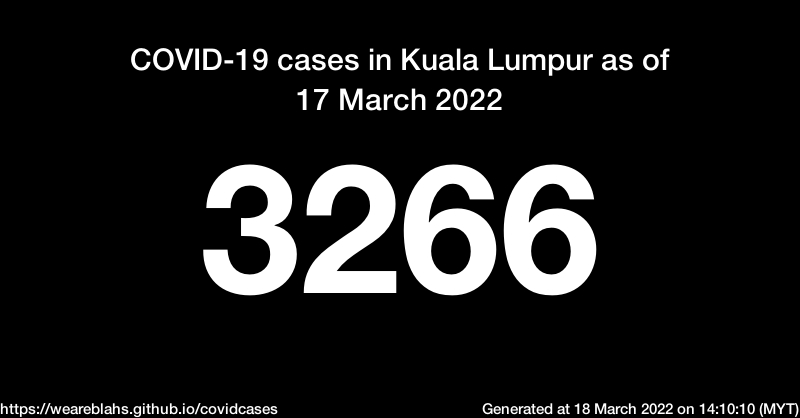 COVID-19 cases in Kuala Lumpur as of
17 March 2022
3266
https://weareblahs.github.io/covidcases
Generated at 18 March 2022 on 14:10:10 (MYT)